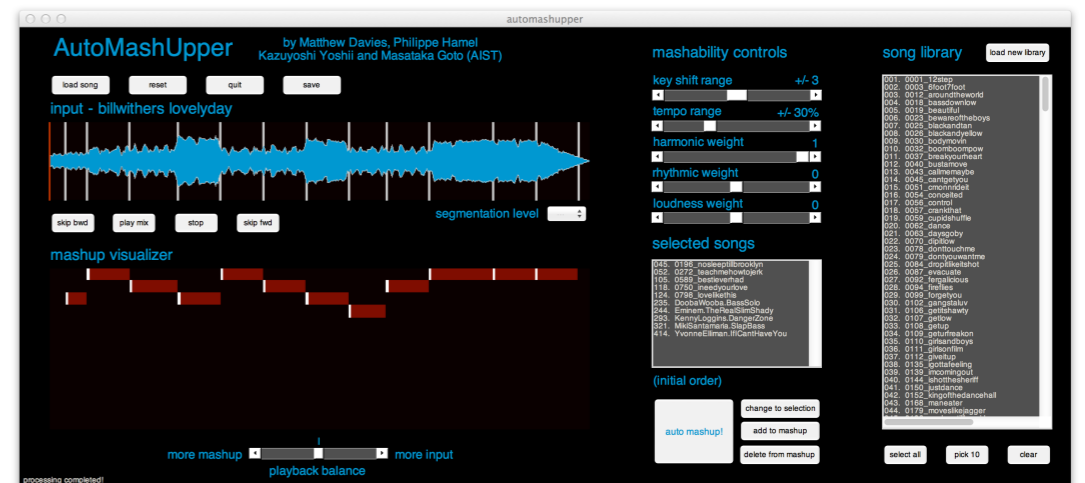 automashupper
AutoMashUpper
by Matthew Davies, Philippe Hamel
Kazuyoshi Yoshii and Masataka Goto (AIST)
load song
reset
quit
save
input - billwithers lovelyday
skip bwd
play mix
stop
skip fwd
segmentation level
mashup visualizer
more mashup
more input
playback balance
processing completed!
mashability controls
key shift range +/- 3
tempo range +/- 30%
harmonic weight 1
rhythmic weight 0
loudness weight 0
selected songs
045. 0196_nosleeptillbrooklyn
052. 0272_teachmehowtojerk
105. 0589_bestieverhad
118. 0750_ineedyourlove
124. 0798_lovelikethis
235. DoobaWooba.BassSolo
244. Eminem.TheRealSlimShady
293. KennyLoggins.DangerZone
321. MikiSantamaria.SlapBass
414. YvonneElliman.IfICantHaveYou
(initial order)
auto mashup!
change to selection
add to mashup
delete from mashup
song library
load new library
001. 0001_12step
002. 0003_6foot7foot
003. 0012_aroundtheworld
004. 0018_bassdownlow
005. 0019_beautiful
006. 0023_bewareoftheboys
007. 0025_blackandtan
008. 0026_blackandyellow
009. 0030_bodymovin
010. 0032_boomboompow
011. 0037_breakyourheart
012. 0040_bustamove
013. 0043_callmemaybe
014. 0045_cantgetyou
015. 0051_cmonnrideit
016. 0054_conceited
017. 0056_control
018. 0057_crankthat
019. 0059_cupidshuffle
020. 0062_dance
021. 0063_daysgoby
022. 0070_dipitlow
023. 0078_donttouchme
024. 0079_dontyouwantme
025. 0084_dropitlikeitshot
026. 0087_evacuate
027. 0092_fergalicious
028. 0094_fireflies
029. 0099_forgetyou
030. 0102_gangstaluv
031. 0106_getitshawty
032. 0107_getlow
033. 0108_getup
034. 0109_geturfreakon
035. 0110_girlsandboys
036. 0111_girlsonfilm
037. 0112_giveitup
038. 0135_igottafeeling
039. 0139_imcomingout
040. 0144_ishotthesheriff
041. 0150_justdance
042. 0152_kingofthedancehall
043. 0168_maneater
044. 0179_moveslikejagger
select all
pick 10
clear